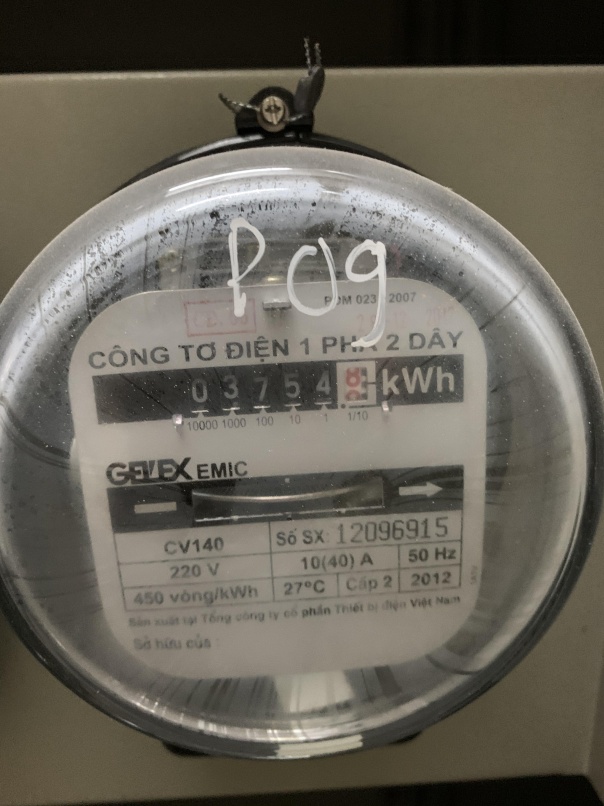 P09
PDM 023 - 2007
CÔNG TƠ ĐIỆN 1 PHA 2 DÂY
0 3 7 5 4 kWh
10000 1000 100 10 1 1/10
GELEX EMIC
CV140 Số SX: 12096915
220 V 10(40) A 50 Hz
450 vòng/kWh 27°C Cấp 2 2012
Sản xuất tại Tổng công ty cổ phần Thiết bị điện Việt Nam
Sở hữu của :